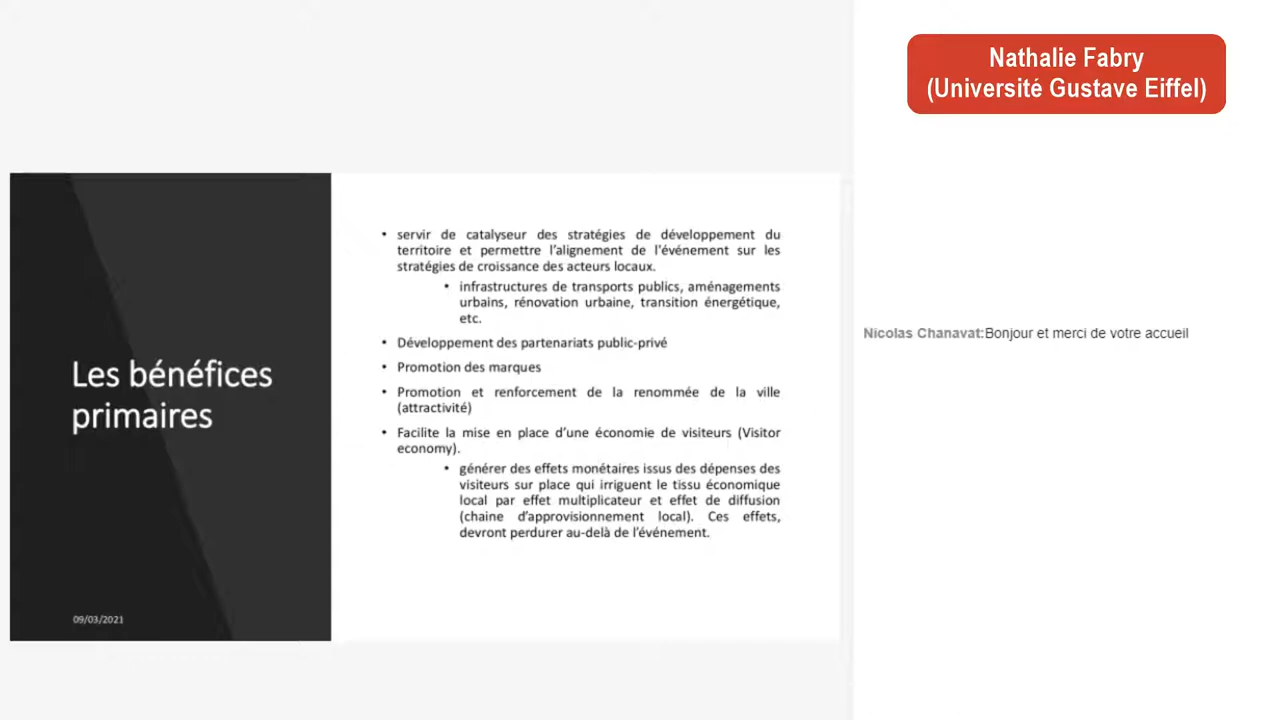 Nathalie Fabry
(Université Gustave Eiffel)
• servir de catalyseur des stratégies de développement du
territoire et permettre l'alignement de l'événement sur les
stratégies de croissance des acteurs locaux.
• infrastructures de transports publics, aménagements
urbains, rénovation urbaine, transition énergétique,
etc.
• Développement des partenariats public-privé
• Promotion des marques
• Promotion et renforcement de la renommée de la ville
(attractivité)
• Facilite la mise en place d'une économie de visiteurs (Visitor
economy).
• générer des effets monétaires issus des dépenses des
visiteurs sur place qui irriguent le tissu économique
local par effet multiplicateur et effet de diffusion
(chaine d'approvisionnement local). Ces effets,
devront perdurer au-delà de l'événement.
Les bénéfices
primaires
09/03/2021
Nicolas Chanavat:Bonjour et merci de votre accueil